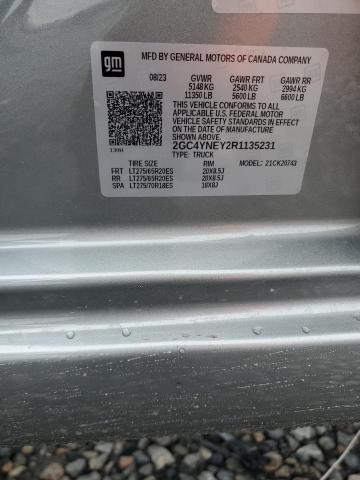 gm
MFD BY GENERAL MOTORS OF CANADA COMPANY
08/23 GVWR GAWR FRT GAWR RR
5148 KG 2540 KG 2994 KG
11350 LB 5600 LB 6600 LB
THIS VEHICLE CONFORMS TO ALL
APPLICABLE U.S. FEDERAL MOTOR
VEHICLE SAFETY STANDARDS IN
EFFECT ON THE DATE OF MANUFACTURE
SHOWN ABOVE.
2GC4YNEY2R1135231
TYPE: TRUCK
TIRE SIZE RIM 21CK20743
FRT LT275/65R20ES 20X8.5J
RR LT275/65R20ES 20X8.5J
SPA LT275/70R18ES 18X8J